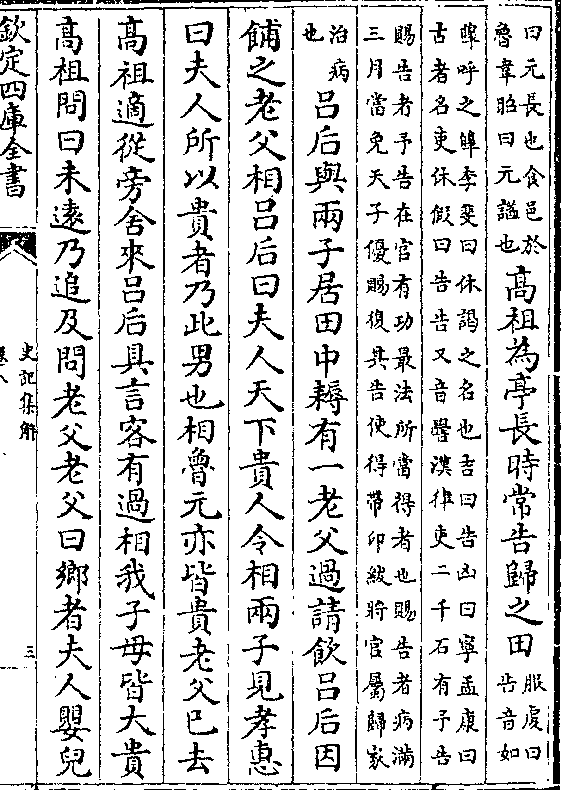 曰元長也食邑於
魯韋昭曰元謚也
高祖為亭長時常告歸之田
服虔曰
告音如
嘷呼之嘷李斐曰休謁之名也吉曰告凶曰寧孟康曰
古者名吏休假曰告告又音嚳漢律吏二千石有予告
賜告者予告在官有功最法所當得者也賜告者病滿
三月當免天子優賜復其告使得帶印紱將官屬歸家
治病
也
呂后與兩子居田中耨有一老父過請飲呂后因
餔之老父相呂后曰夫人天下貴人令相兩子見孝惠
曰夫人所以貴者乃此男也相魯元亦皆貴老父已去
高祖適從旁舍來呂后具言客有過相我子母皆大貴
高祖問曰未遠乃追及問老父老父曰鄉者夫人嬰兒
欽定四庫全書
史記集解
卷八
三